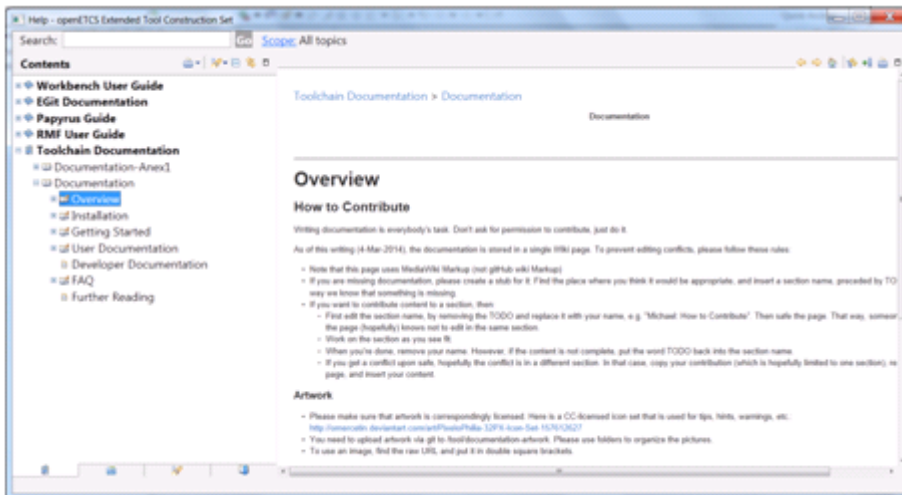 Help - openETCS Extended Tool Construction Set
Search:
Go
Scope: All topics
Contents
Workbench User Guide
EGit Documentation
Papyrus Guide
RMF User Guide
Toolchain Documentation
Documentation-Anex1
Documentation
Overview
Installation
Getting Started
User Documentation
Developer Documentation
FAQ
Further Reading
Toolchain Documentation > Documentation
Documentation
Overview
How to Contribute
Writing documentation is everybody's task. Don't ask for permission to contribute, just do it.
As of this writing (4-Mar-2014), the documentation is stored in a single Wiki page. To prevent editing conflicts, please follow these rules:
Note that this page uses MediaWiki Markup (not gitHub wiki Markup)
If you are missing documentation, please create a stub for it. Find the place where you think it would be appropriate, and insert a section name, preceded by TO
way we know that something is missing.
If you want to contribute content to a section, then:
First edit the section name, by removing the TODO and replace it with your name, e.g. "Michael: How to Contribute". Then safe the page. That way, someor
the page (hopefully) knows not to edit in the same section.
Work on the section as you see fit
When you're done, remove your name. However, if the content is not complete, put the word TODO back into the section name.
If you get a conflict upon safe, hopefully the conflict is in a different section. In that case, copy your contribution (which is hopefully limited to one section), re
page, and insert your content.
Artwork
Please make sure that artwork is correspondingly licensed. Here is a CC-licensed icon set that is used for tips, hints, warnings, etc.:
You need to upload artwork via git to /tool/documentation-artwork. Please use folders to organize the pictures.
To use an image, find the raw URL and put it in double square brackets.